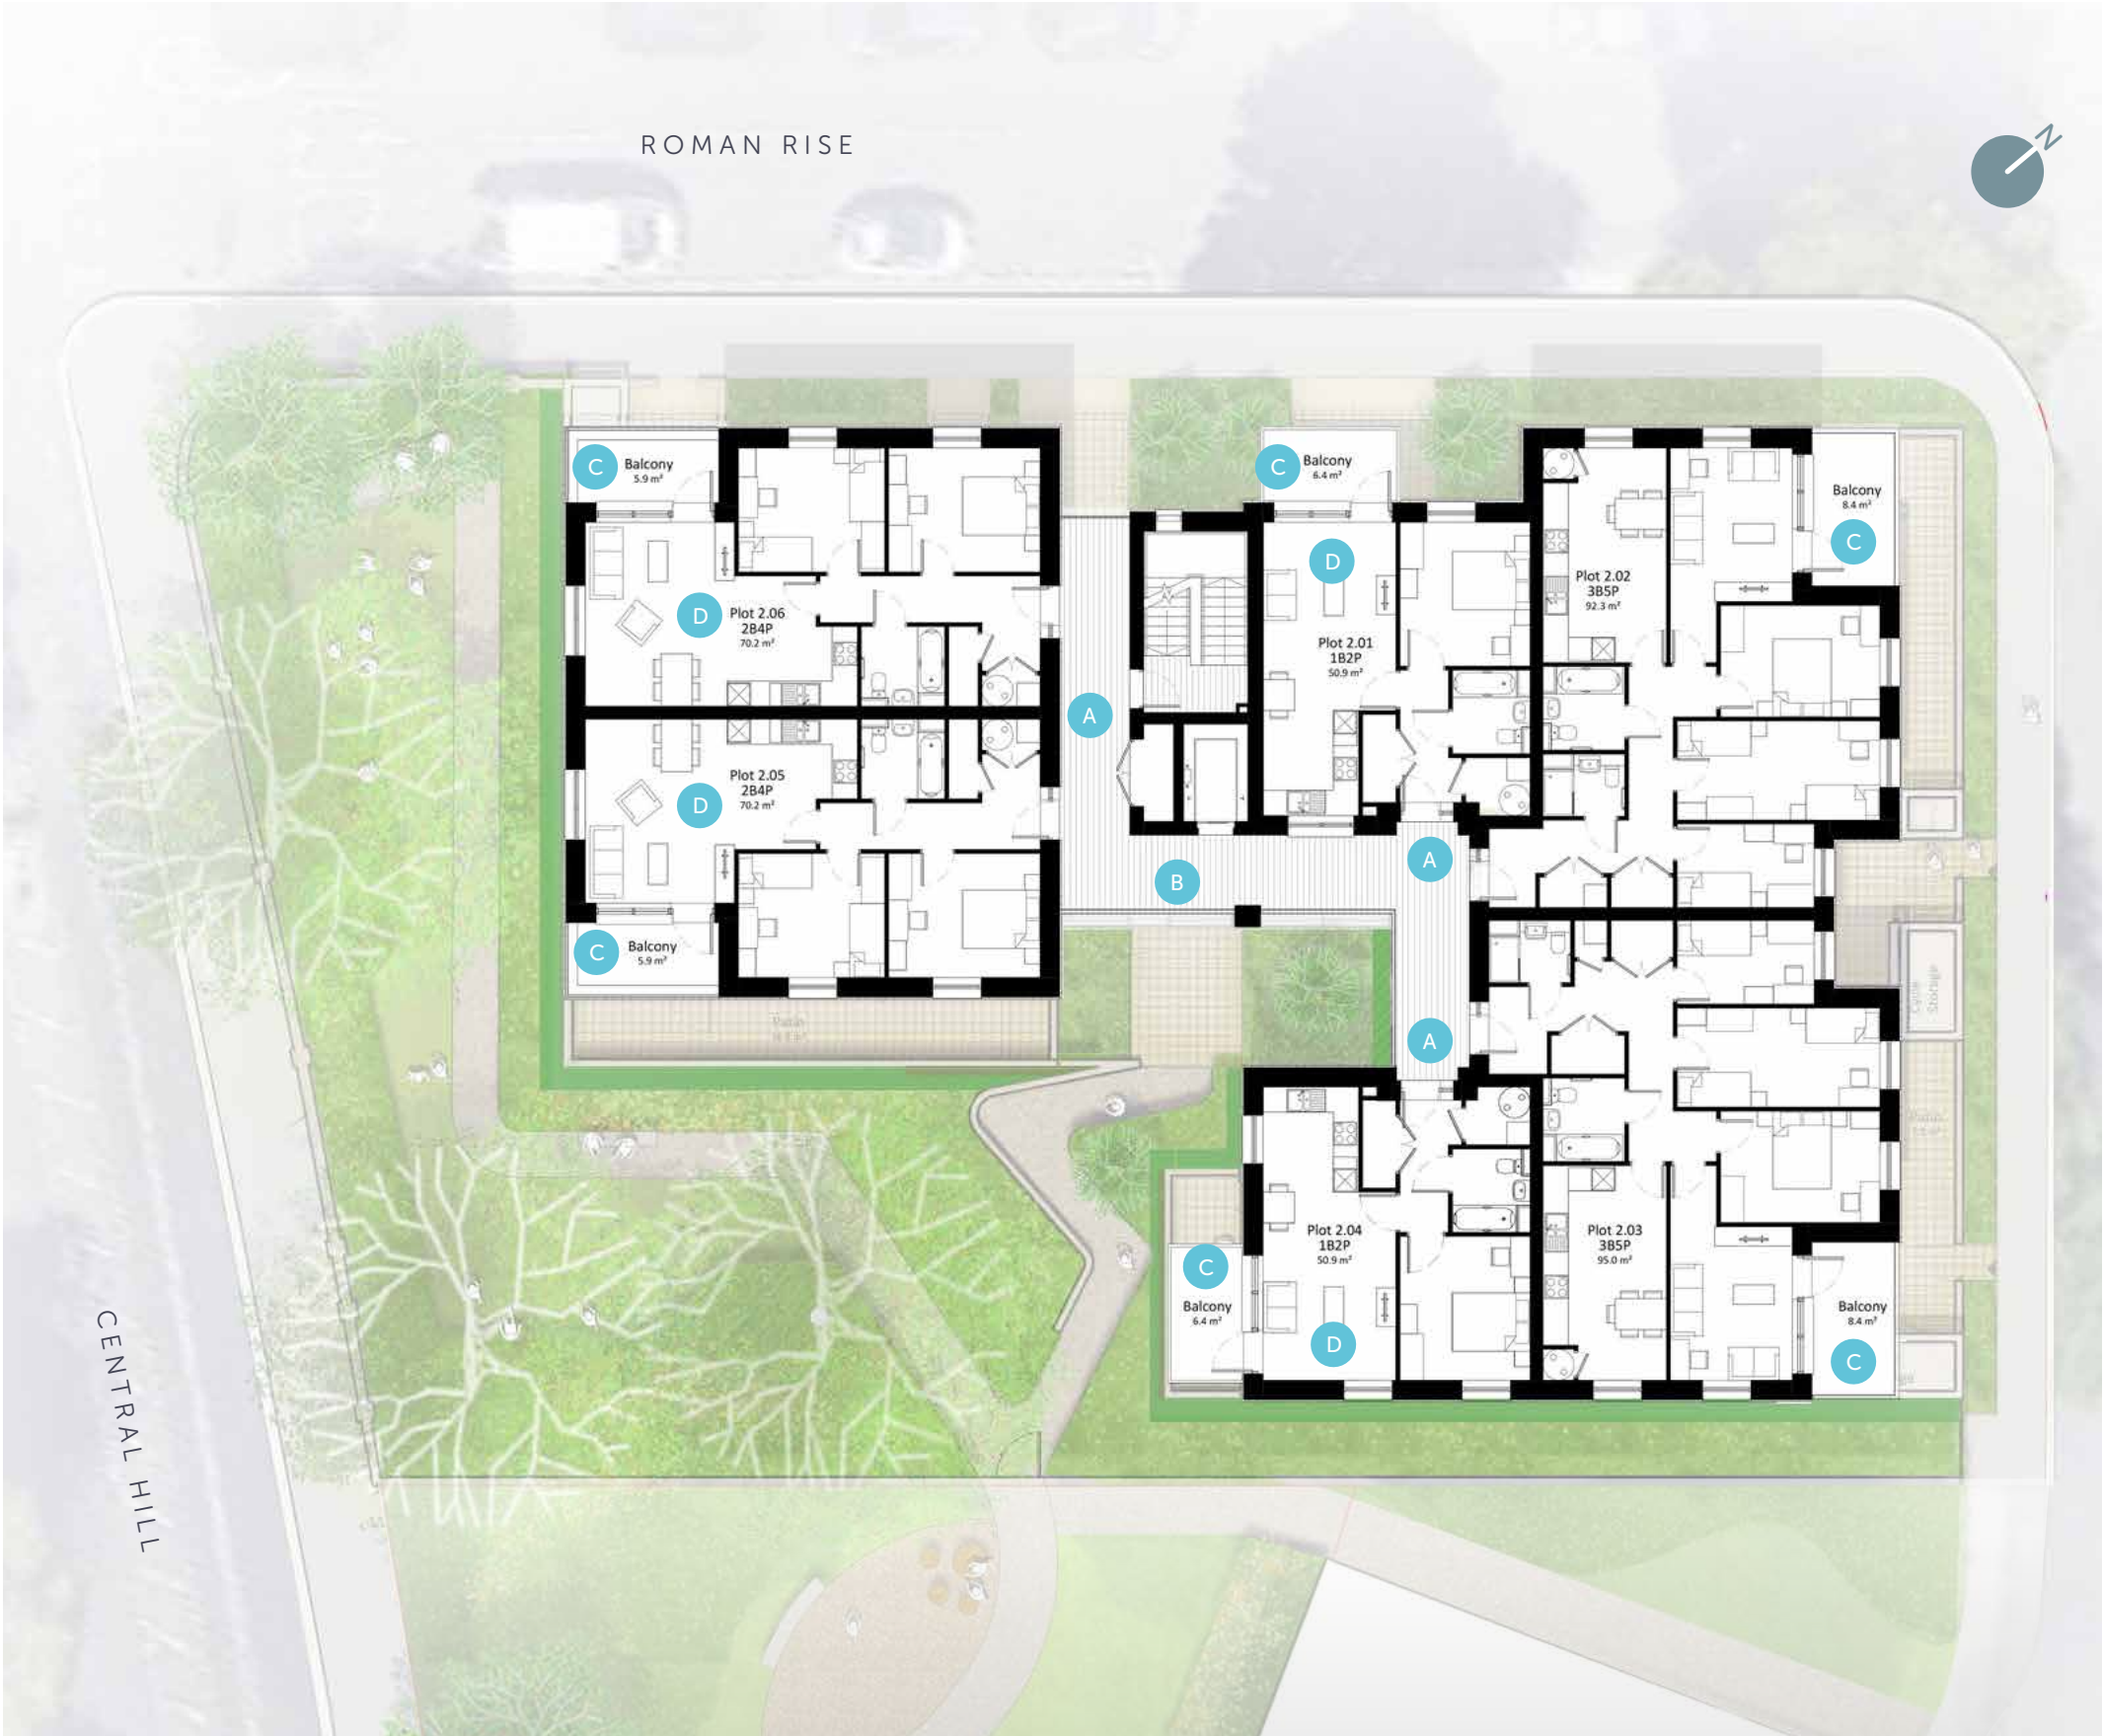 ROMAN RISE
N
C
Balcony
5.9 m²
C
Balcony
6.4 m²
Balcony
8.4 m²
C
D
Plot 2.06
2B4P
70.2 m²
D
Plot 2.01
1B2P
50.9 m²
Plot 2.02
3B5P
92.3 m²
A
D
Plot 2.05
2B4P
70.2 m²
B
A
C
Balcony
5.9 m²
A
Storage
D
Plot 2.04
1B2P
50.9 m²
C
Balcony
6.4 m²
Plot 2.03
3B5P
95.0 m²
Balcony
8.4 m²
C
CENTRAL HILL